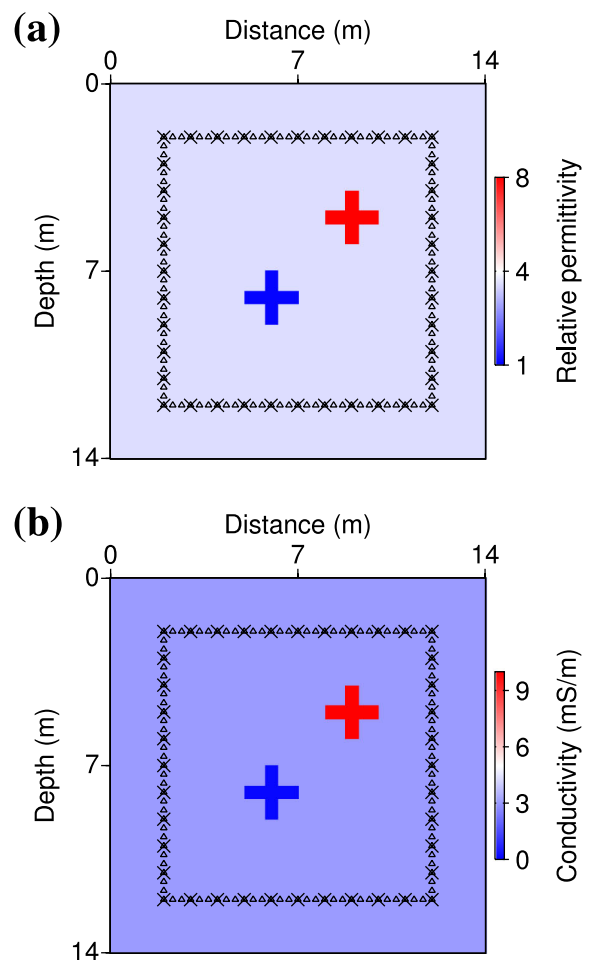 (a)
Distance (m)
0 7 14
0
7
14
Depth (m)
8
4
1
Relative permittivity
(b)
Distance (m)
0 7 14
0
7
14
Depth (m)
9
6
3
0
Conductivity (mS/m)